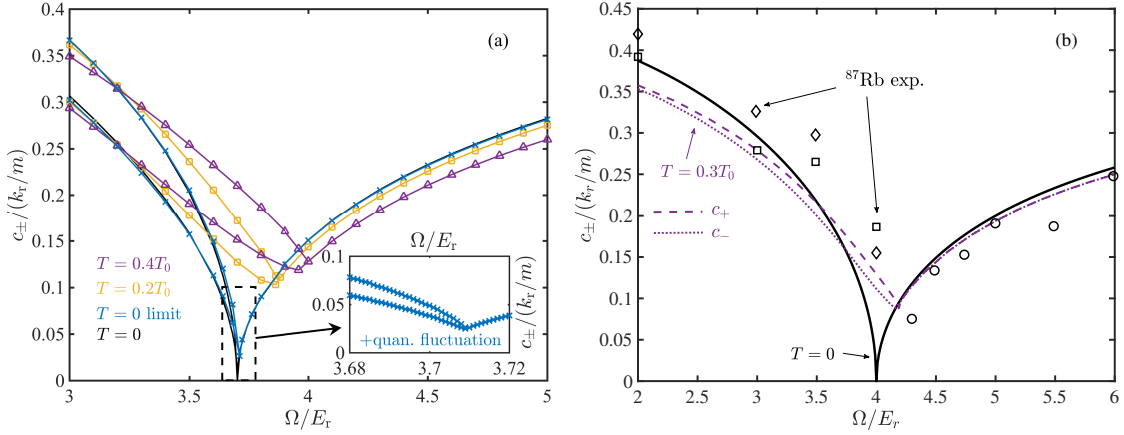 0.4
0.35
0.3
0.25
0.2
0.15
0.1
0.05
0
c±/(kr/m)
(a)
T = 0.4T₀
T = 0.2T₀
T = 0 limit
T = 0
Ω/Er
0.1
0.05
0
c±/(kr/m)
+quan. fluctuation
3.68
3.7
3.72
3
3.5
4
4.5
5
Ω/Er
0.45
0.4
0.35
0.3
0.25
0.2
0.15
0.1
0.05
0
c±/(kr/m)
(b)
⁸⁷Rb exp.
T = 0.3T₀
c₊
c₋
T = 0
2
2.5
3
3.5
4
4.5
5
5.5
6
Ω/Er